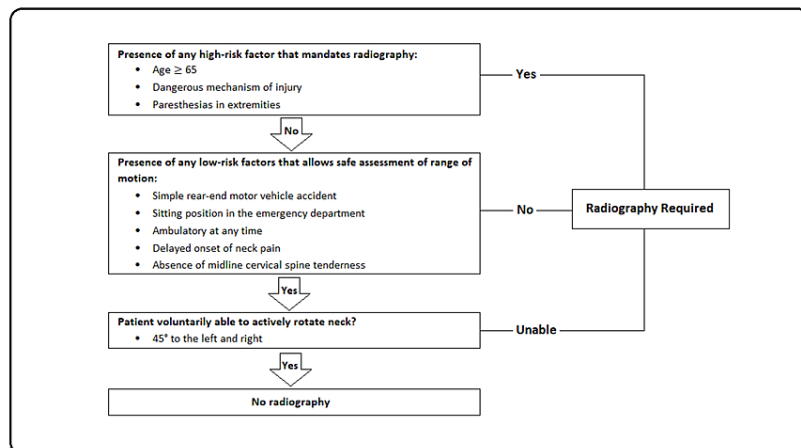 Presence of any high-risk factor that mandates radiography:
• Age ≥ 65
• Dangerous mechanism of injury
• Paresthesias in extremities
Yes
No
Presence of any low-risk factors that allows safe assessment of range of
motion:
• Simple rear-end motor vehicle accident
• Sitting position in the emergency department
• Ambulatory at any time
• Delayed onset of neck pain
• Absence of midline cervical spine tenderness
No
Radiography Required
Yes
Patient voluntarily able to actively rotate neck?
• 45° to the left and right
Unable
Yes
No radiography